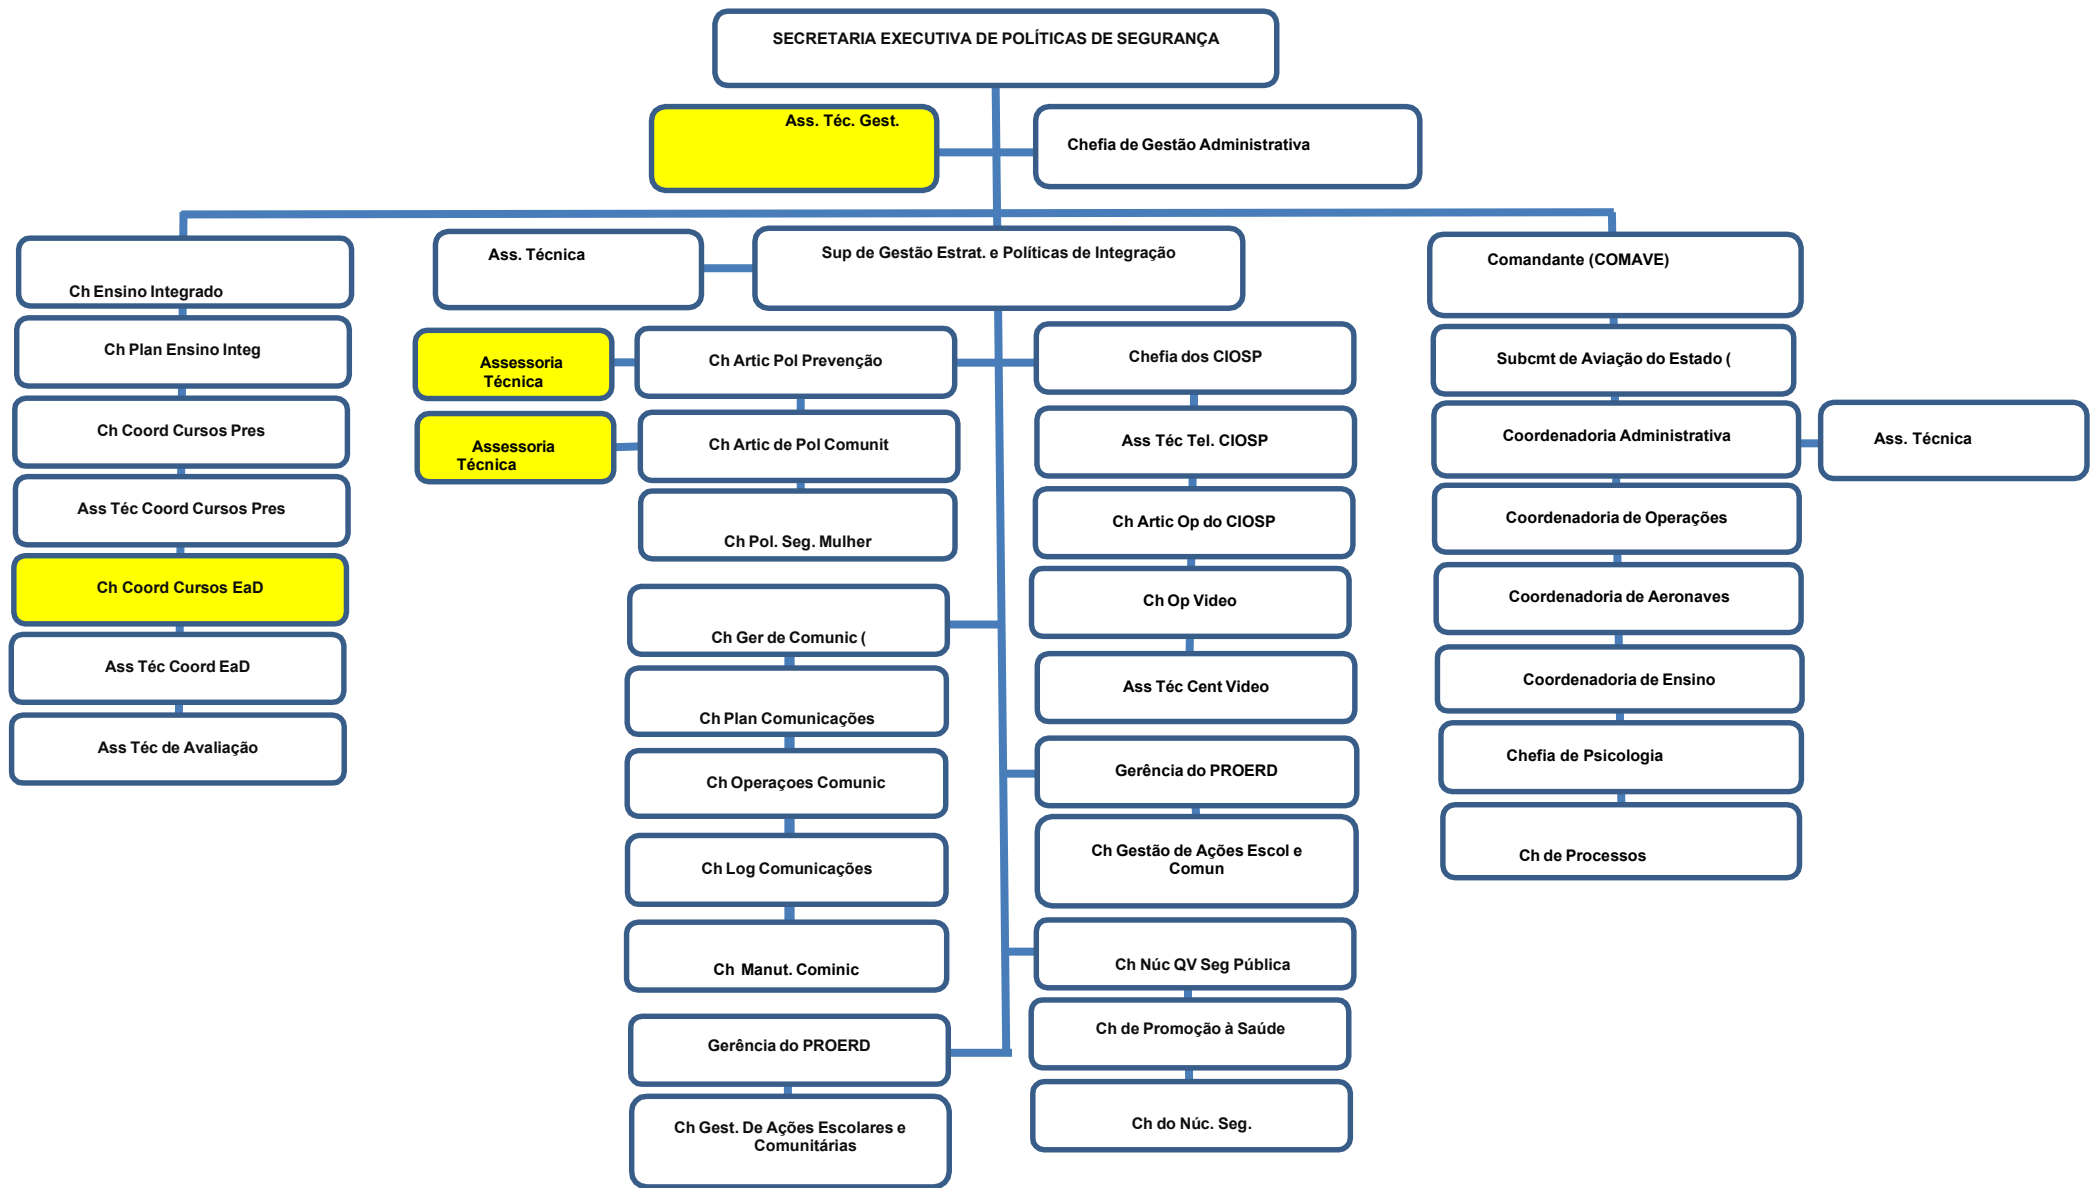 SECRETARIA EXECUTIVA DE POLÍTICAS DE SEGURANÇA
Ass. Téc. Gest.
Chefia de Gestão Administrativa
Ch Ensino Integrado
Ch Plan Ensino Integ
Ch Coord Cursos Pres
Ass Téc Coord Cursos Pres
Ch Coord Cursos EaD
Ass Téc Coord EaD
Ass Téc de Avaliação
Ass. Técnica
Sup de Gestão Estrat. e Políticas de Integração
Assessoria
Técnica
Ch Artic Pol Prevenção
Assessoria
Técnica
Ch Artic de Pol Comunit
Ch Pol. Seg. Mulher
Ch Ger de Comunic (
Ch Plan Comunicações
Ch Operaçoes Comunic
Ch Log Comunicações
Ch Manut. Cominic
Gerência do PROERD
Ch Gest. De Ações Escolares e
Comunitárias
Chefia dos CIOSP
Ass Téc Tel. CIOSP
Ch Artic Op do CIOSP
Ch Op Video
Ass Téc Cent Video
Gerência do PROERD
Ch Gestão de Ações Escol e
Comun
Ch Núc QV Seg Pública
Ch de Promoção à Saúde
Ch do Núc. Seg.
Comandante (COMAVE)
Subcmt de Aviação do Estado (
Coordenadoria Administrativa
Ass. Técnica
Coordenadoria de Operações
Coordenadoria de Aeronaves
Coordenadoria de Ensino
Chefia de Psicologia
Ch de Processos